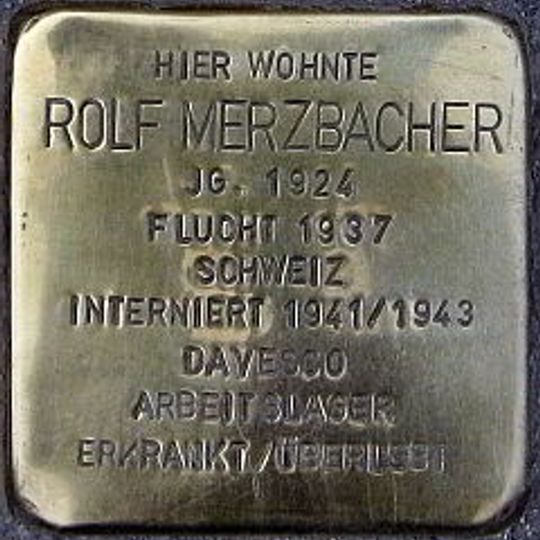 HIER WOHNTE
ROLF MERZBACHER
JG. 1924
FLUCHT 1937
SCHWEIZ
INTERNIERT 1941/1943
DAVESCO
ARBEITSLAGER
ERKRANKT/ÜBERLEBT